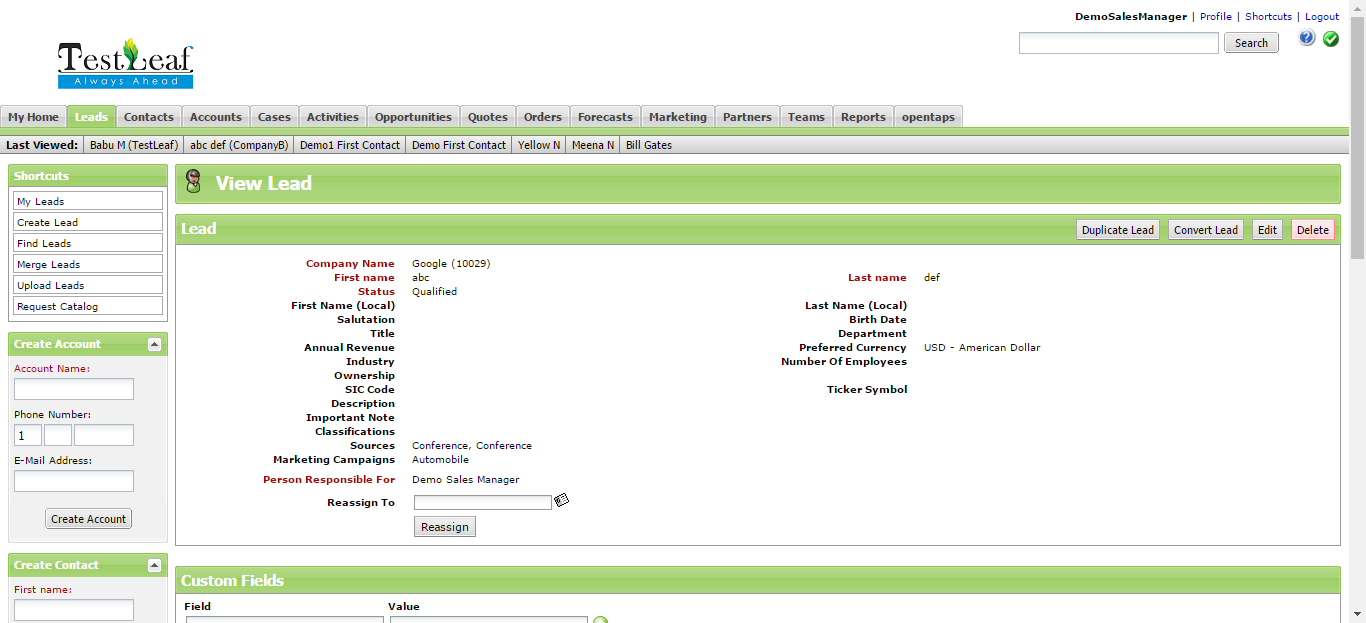 DemoSalesManager | Profile | Shortcuts | Logout
Search
TestLeaf
Always Ahead
My Home Leads Contacts Accounts Cases Activities Opportunities Quotes Orders Forecasts Marketing Partners Teams Reports opentaps
Last Viewed: Babu M (TestLeaf) abc def (CompanyB) Demo1 First Contact Demo First Contact Yellow N Meena N Bill Gates
Shortcuts
My Leads
Create Lead
Find Leads
Merge Leads
Upload Leads
Request Catalog
Create Account
Account Name:
Phone Number:
1
E-Mail Address:
Create Account
Create Contact
First name:
View Lead
Lead
Duplicate Lead Convert Lead Edit Delete
Company Name Google (10029)
First name abc Last name def
Status Qualified
First Name (Local) Last Name (Local)
Salutation Birth Date
Title Department
Annual Revenue Preferred Currency USD - American Dollar
Industry Number Of Employees
Ownership
SIC Code Ticker Symbol
Description
Important Note
Classifications
Sources Conference, Conference
Marketing Campaigns Automobile
Person Responsible For Demo Sales Manager
Reassign To
Reassign
Custom Fields
Field Value